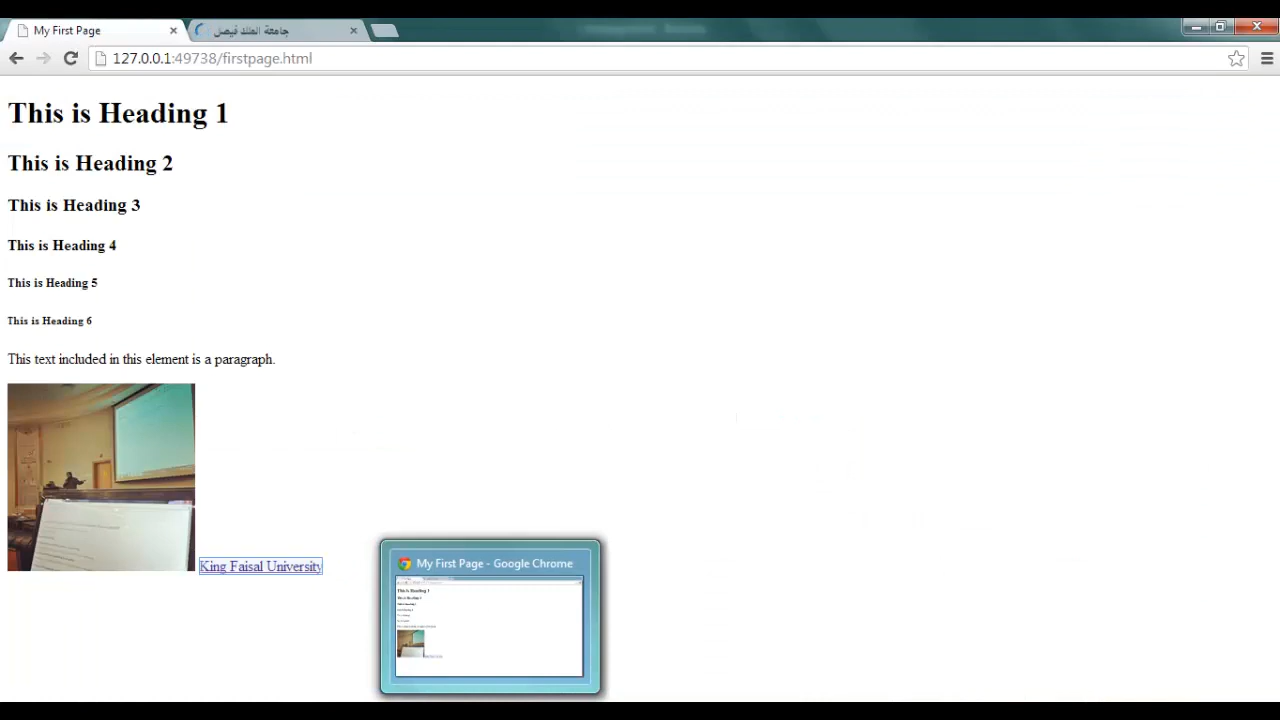 My First Page
جامعة الملك فيصل
127.0.0.1:49738/firstpage.html
This is Heading 1
This is Heading 2
This is Heading 3
This is Heading 4
This is Heading 5
This is Heading 6
This text included in this element is a paragraph.
King Faisal University
My First Page - Google Chrome